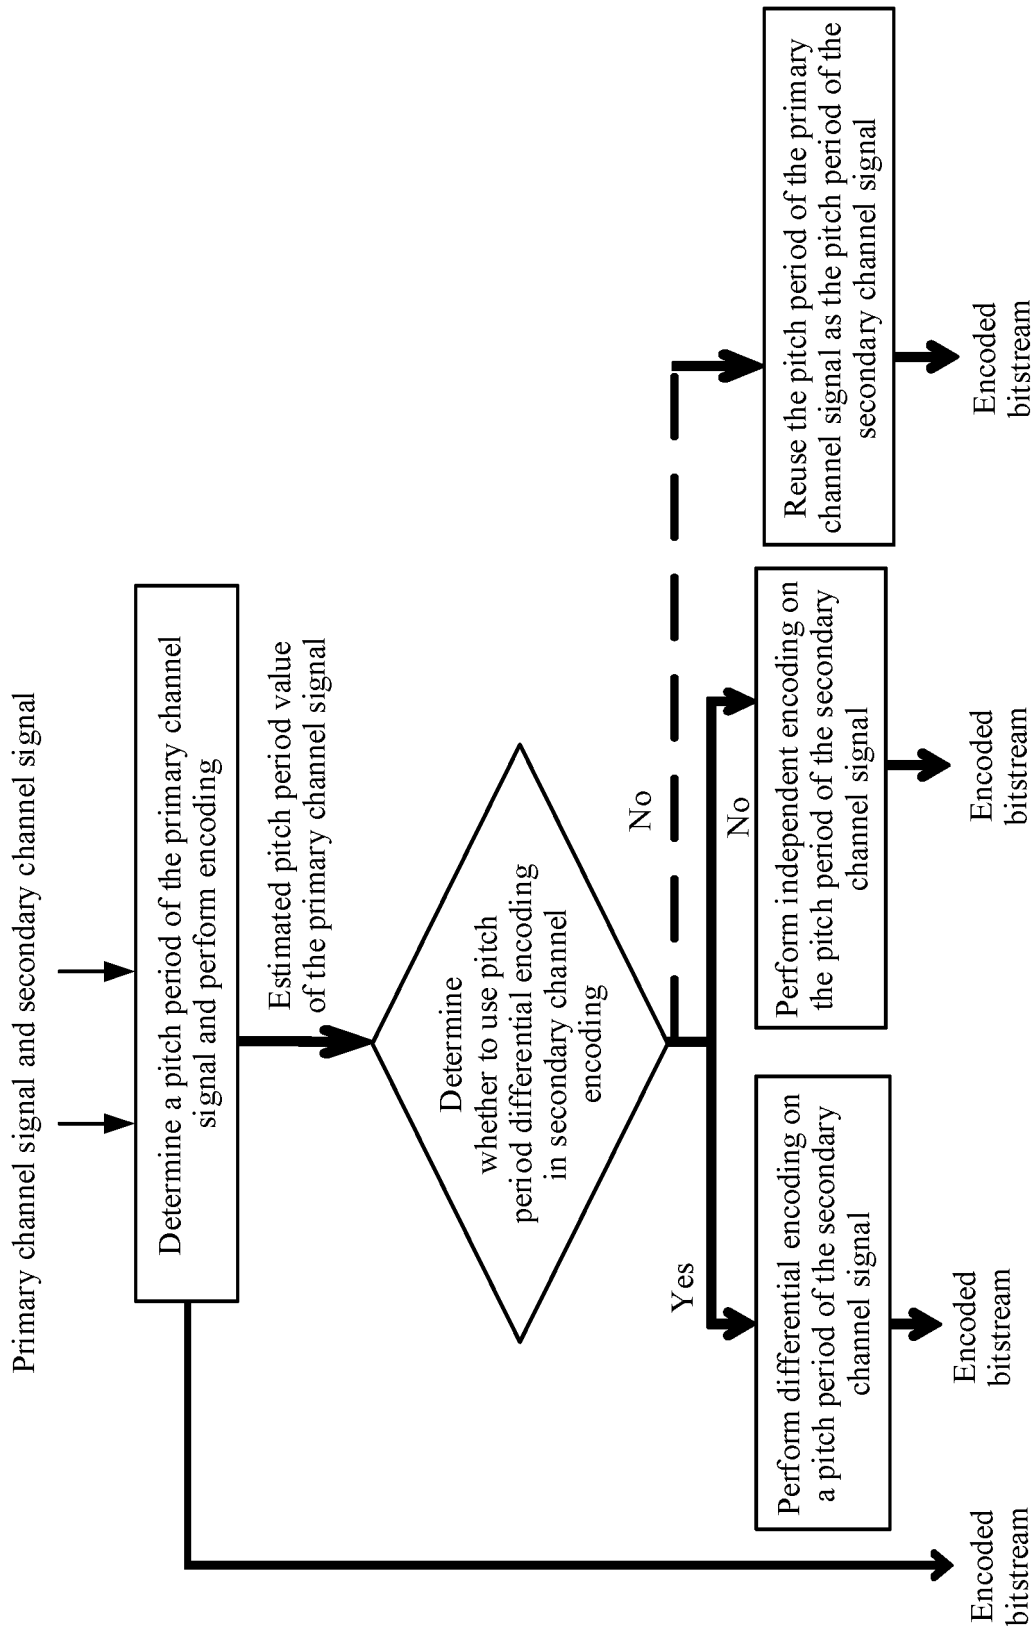 Primary channel signal and secondary channel signal
Determine a pitch period of the primary channel
signal and perform encoding
Estimated pitch period value
of the primary channel signal
Determine
whether to use pitch
period differential encoding
in secondary channel
encoding
Yes
No
No
Perform differential encoding on
a pitch period of the secondary
channel signal
Perform independent encoding on
the pitch period of the secondary
channel signal
Reuse the pitch period of the primary
channel signal as the pitch period of the
secondary channel signal
Encoded
bitstream
Encoded
bitstream
Encoded
bitstream
Encoded
bitstream